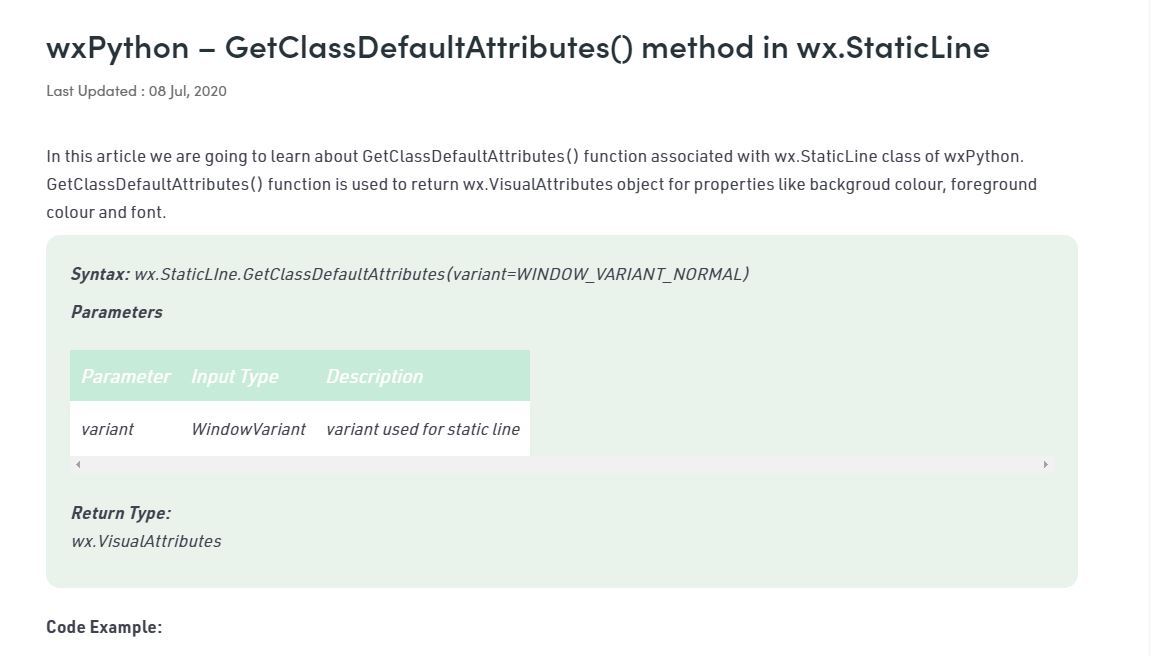 wxPython – GetClassDefaultAttributes() method in wx.StaticLine
Last Updated : 08 Jul, 2020
In this article we are going to learn about GetClassDefaultAttributes() function associated with wx.StaticLine class of wxPython.
GetClassDefaultAttributes() function is used to return wx.VisualAttributes object for properties like backgroud colour, foreground
colour and font.
Syntax: wx.StaticLIne.GetClassDefaultAttributes(variant=WINDOW_VARIANT_NORMAL)
Parameters
Parameter Input Type Description
variant WindowVariant variant used for static line
Return Type:
wx.VisualAttributes
Code Example: